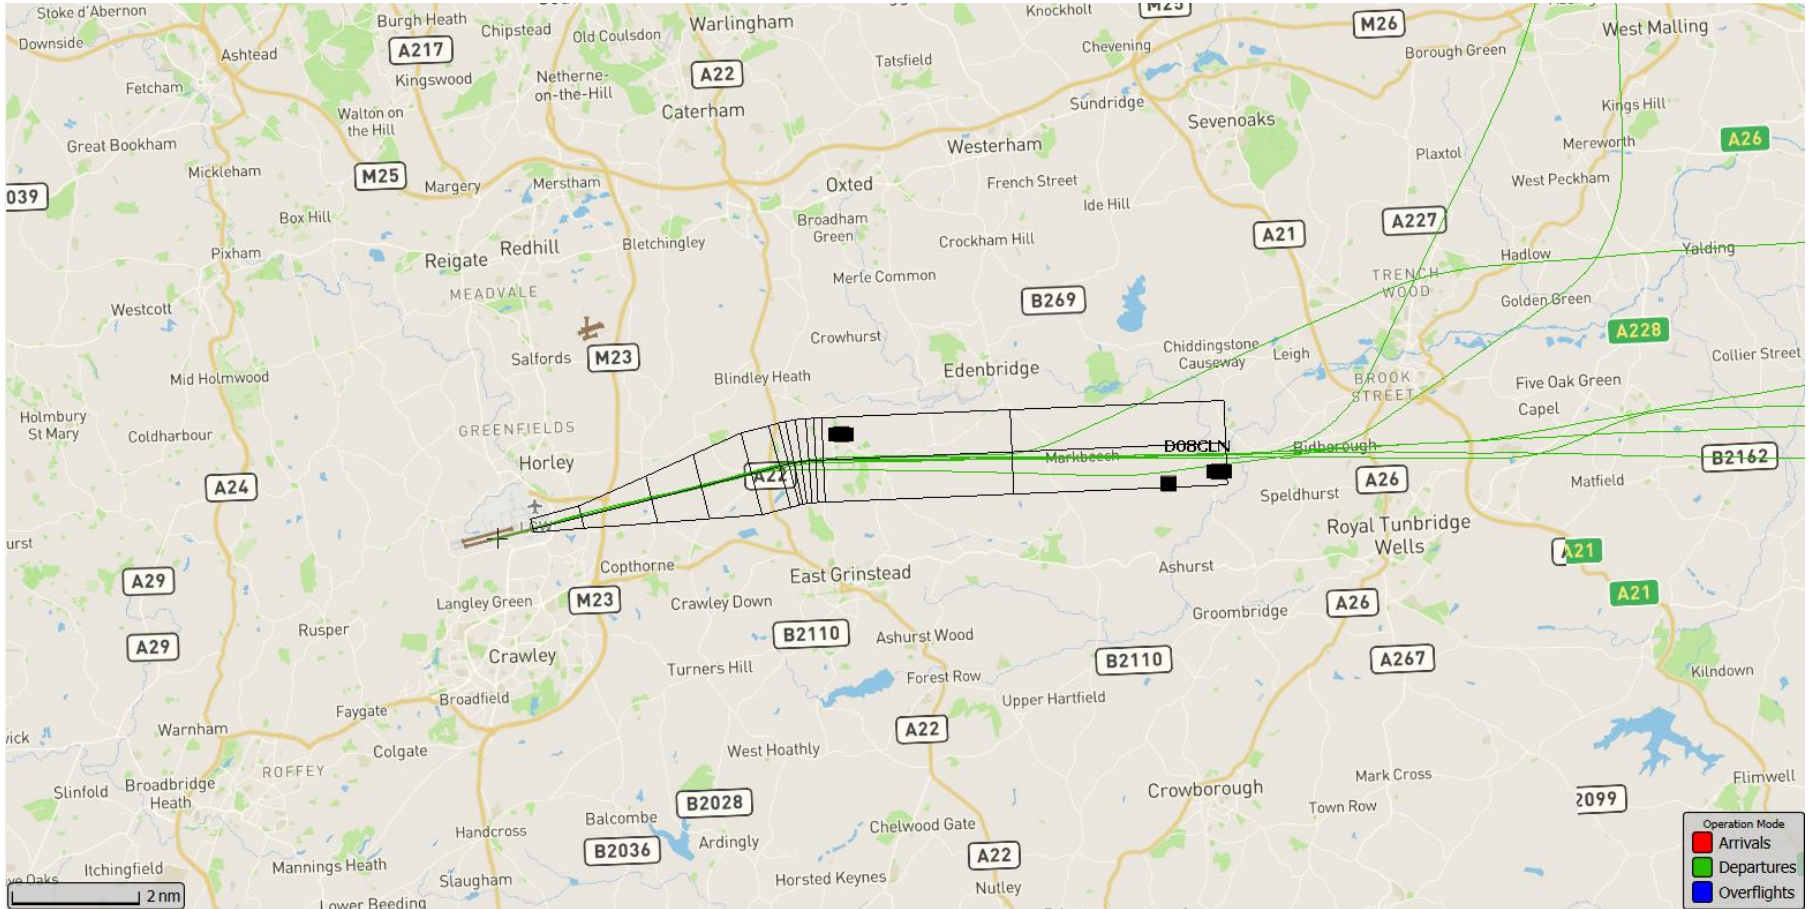 Stoke d'Abernon
Burgh Heath
Chipstead
Old Coulsdon
Warlingham
Knockholt
M25
M26
West Malling
Downside
Ashtead
A217
Kingswood
Netherne-
on-the-Hill
A22
Tatsfield
Chevening
Borough Green
Fetcham
Walton on
the Hill
Caterham
Sundridge
Sevenoaks
Kings Hill
Great Bookham
Mickleham
M25
Margery
Merstham
Oxted
Westerham
French Street
Plaxtol
Mereworth
A26
West Peckham
039
Box Hill
Broadham
Green
Ide Hill
A227
A21
Pixham
Redhill
Reigate
Bletchingley
Crockham Hill
Hadlow
Yalding
MEADVALE
Merle Common
B269
TRENCH
WOOD
Golden Green
Westcott
Salfords
M23
Crowhurst
Chiddingstone
Causeway
Leigh
A228
Collier Street
Mid Holmwood
Blindley Heath
Edenbridge
BROOK
STREET
Five Oak Green
Capel
Holmbury
St Mary
Coldharbour
GREENFIELDS
Horley
D08CLN
Markbeech
Bidborough
B2162
A24
A22
A26
Matfield
Speldhurst
LGW
urst
Royal Tunbridge
Wells
A21
A29
Copthorne
East Grinstead
Ashurst
Langley Green
M23
Crawley Down
Groombridge
A26
A21
Rusper
A29
B2110
Ashurst Wood
Crawley
Turners Hill
B2110
A267
Kilndown
Broadfield
Forest Row
Upper Hartfield
Faygate
Warnham
wick
Colgate
West Hoathly
A22
ROFFEY
Slinfold
Broadbridge
Heath
B2028
Crowborough
Mark Cross
Flimwell
2099
Town Row
Handcross
Balcombe
B2036
Ardingly
Chelwood Gate
A22
Itchingfield
Mannings Heath
Slaugham
Horsted Keynes
Nutley
Lower Beeding
2 nm
Operation Mode
Arrivals
Departures
Overflights